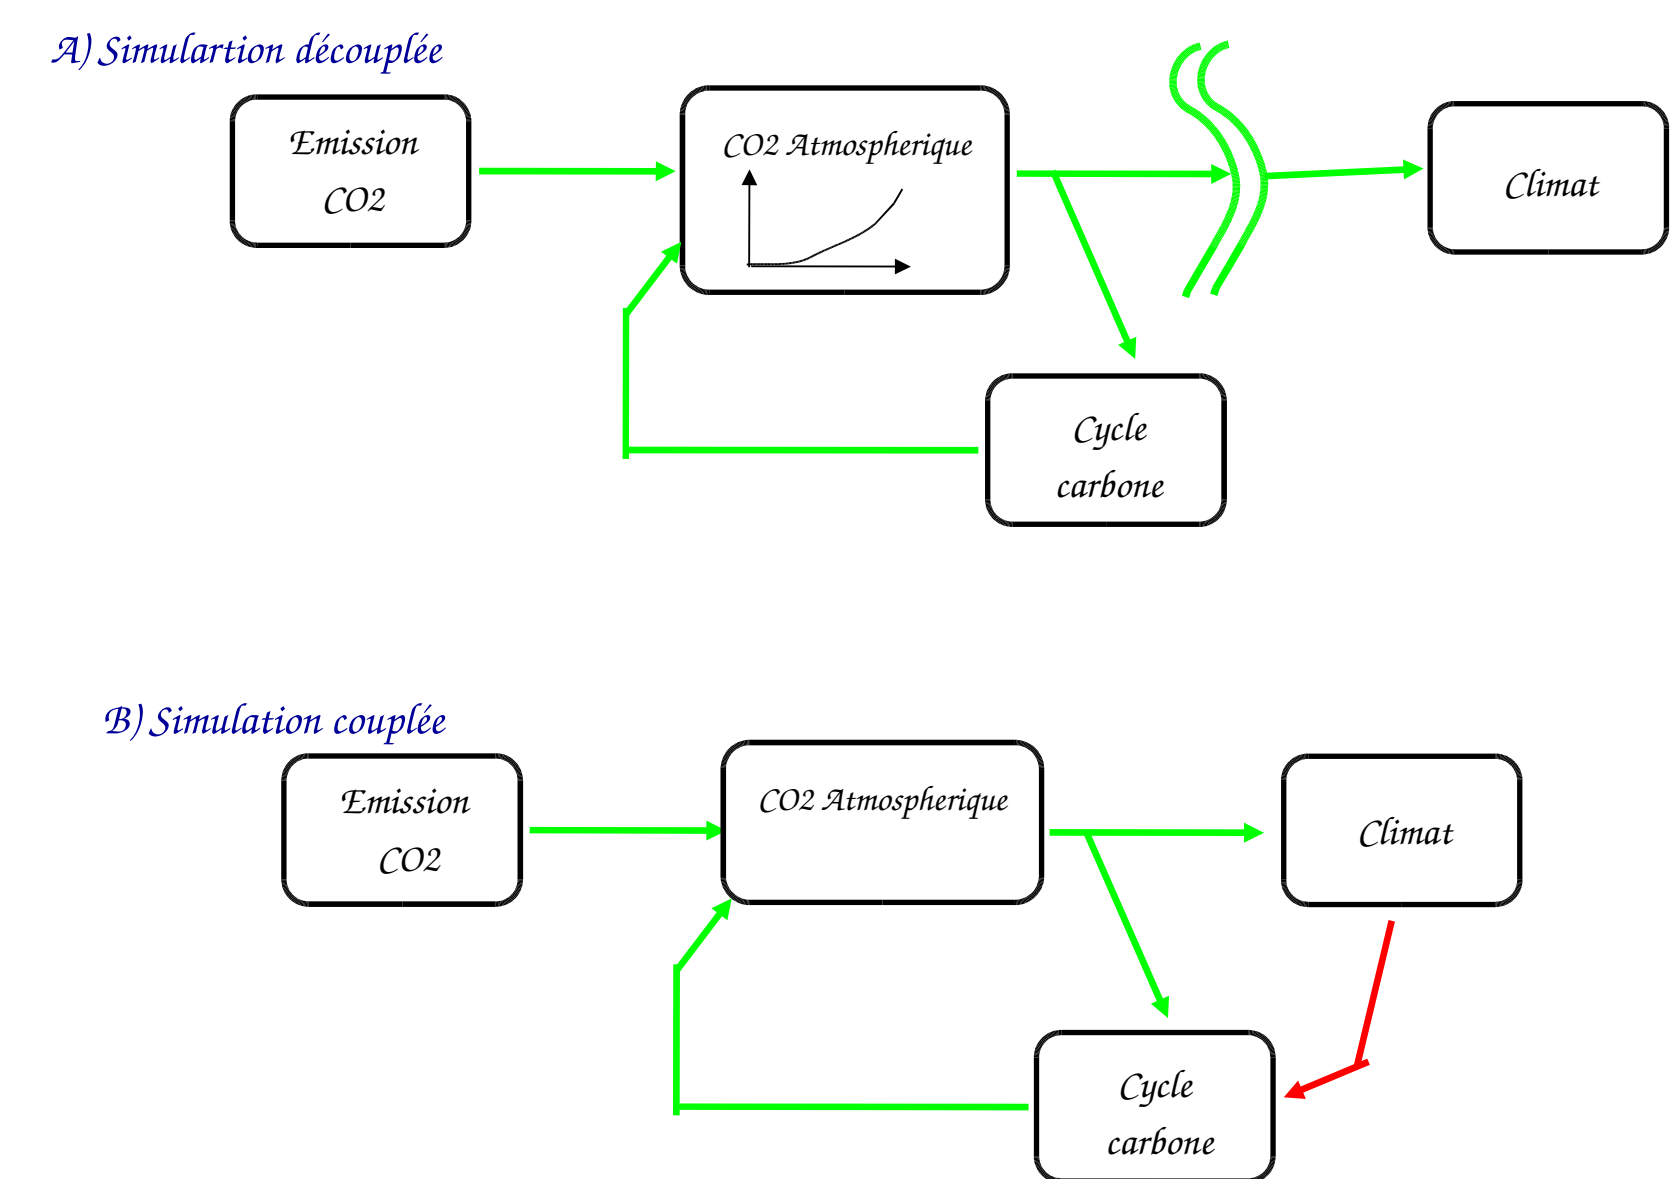 A) Simulartion découplée
Emission
CO2
CO2 Atmospherique
Climat
Cycle
carbone
B) Simulation couplée
Emission
CO2
CO2 Atmospherique
Climat
Cycle
carbone